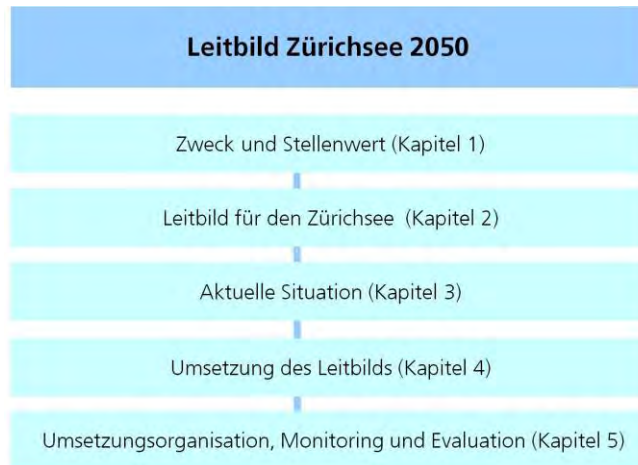 Leitbild Zürichsee 2050
Zweck und Stellenwert (Kapitel 1)
Leitbild für den Zürichsee (Kapitel 2)
Aktuelle Situation (Kapitel 3)
Umsetzung des Leitbilds (Kapitel 4)
Umsetzungsorganisation, Monitoring und Evaluation (Kapitel 5)